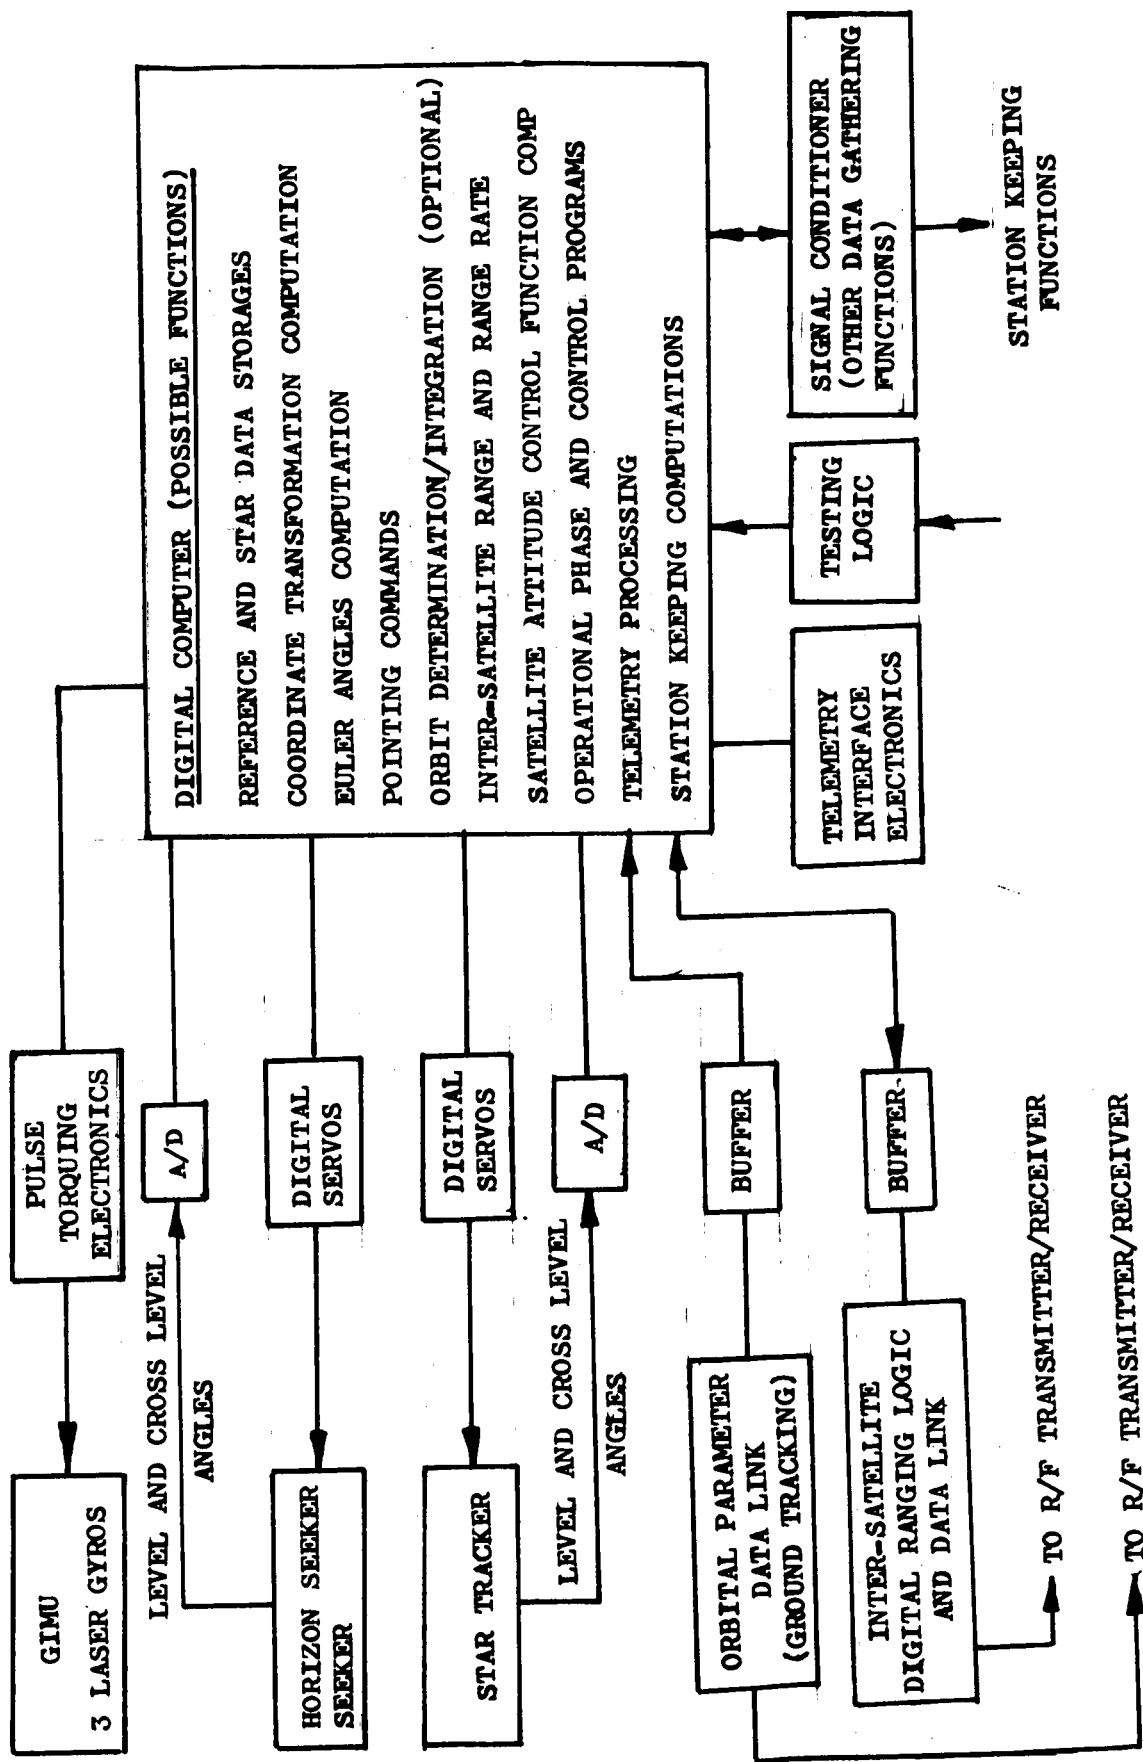 GIMU
3 LASER GYROS
PULSE
TORQUING
ELECTRONICS
LEVEL AND CROSS LEVEL
ANGLES
A/D
HORIZON SEEKER
SEEKER
DIGITAL
SERVOS
STAR TRACKER
DIGITAL
SERVOS
LEVEL AND CROSS LEVEL
ANGLES
A/D
ORBITAL PARAMETER
DATA LINK
(GROUND TRACKING)
BUFFER
INTER-SATELLITE
DIGITAL RANGING LOGIC
AND DATA LINK
BUFFER
TO R/F TRANSMITTER/RECEIVER
TO R/F TRANSMITTER/RECEIVER
DIGITAL COMPUTER (POSSIBLE FUNCTIONS)
REFERENCE AND STAR DATA STORAGES
COORDINATE TRANSFORMATION COMPUTATION
EULER ANGLES COMPUTATION
POINTING COMMANDS
ORBIT DETERMINATION/INTEGRATION (OPTIONAL)
INTER-SATELLITE RANGE AND RANGE RATE
SATELLITE ATTITUDE CONTROL FUNCTION COMP
OPERATIONAL PHASE AND CONTROL PROGRAMS
TELEMETRY PROCESSING
STATION KEEPING COMPUTATIONS
TELEMETRY
INTERFACE
ELECTRONICS
TESTING
LOGIC
SIGNAL CONDITIONER
(OTHER DATA GATHERING
FUNCTIONS)
STATION KEEPING
FUNCTIONS